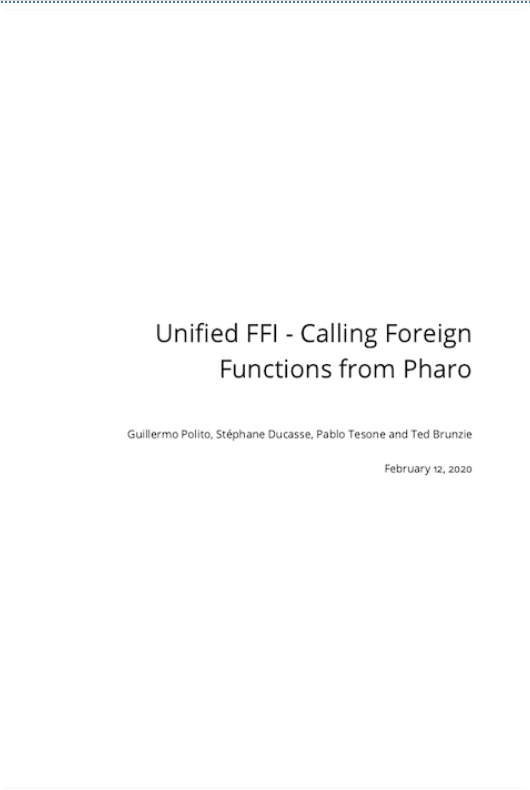 Unified FFI - Calling Foreign
Functions from Pharo
Guillermo Polito, Stéphane Ducasse, Pablo Tesone and Ted Brunzie
February 12, 2020